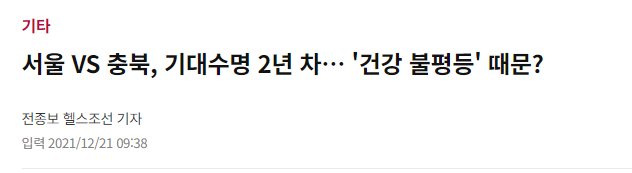 기타
서울 VS 충북, 기대수명 2년 차… '건강 불평등' 때문?
전종보 헬스조선 기자
입력 2021/12/21 09:38